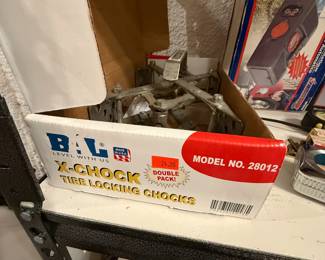 BAL
LEVEL WITH US
MODEL NO. 28012
X-CHOCK
DOUBLE
PACK!
TIRE LOCKING CHOCKS